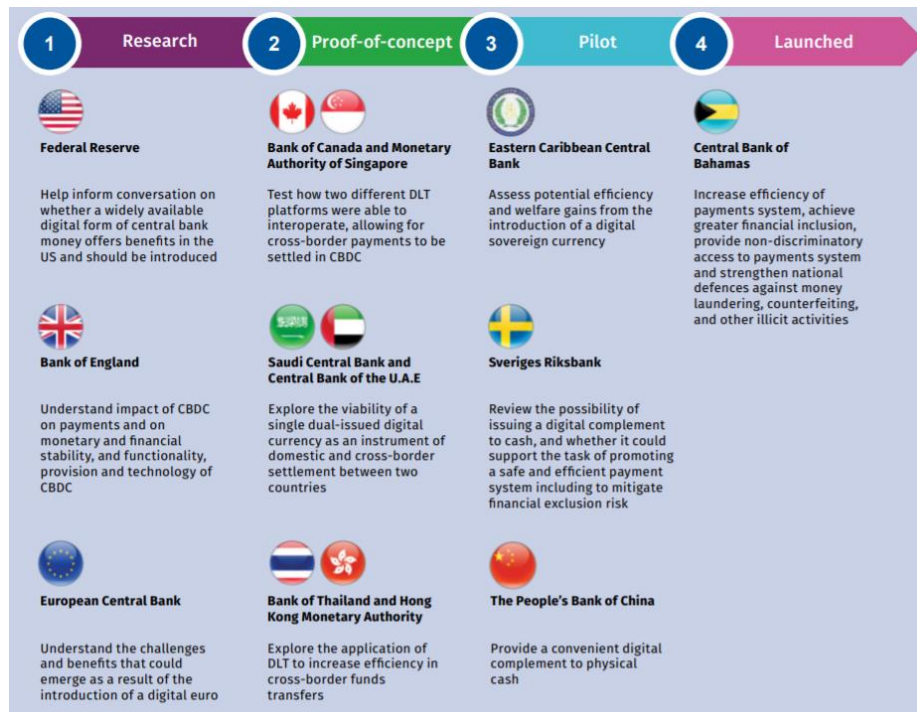 1 Research
2 Proof-of-concept
3 Pilot
4 Launched
Federal Reserve
Help inform conversation on
whether a widely available
digital form of central bank
money offers benefits in the
US and should be introduced
Bank of England
Understand impact of CBDC
on payments and on
monetary and financial
stability, and functionality,
provision and technology of
CBDC
European Central Bank
Understand the challenges
and benefits that could
emerge as a result of the
introduction of a digital euro
Bank of Canada and Monetary
Authority of Singapore
Test how two different DLT
platforms were able to
interoperate, allowing for
cross-border payments to be
settled in CBDC
Saudi Central Bank and
Central Bank of the U.A.E
Explore the viability of a
single dual-issued digital
currency as an instrument of
domestic and cross-border
settlement between two
countries
Bank of Thailand and Hong
Kong Monetary Authority
Explore the application of
DLT to increase efficiency in
cross-border funds
transfers
Eastern Caribbean Central
Bank
Assess potential efficiency
and welfare gains from the
introduction of a digital
sovereign currency
Sveriges Riksbank
Review the possibility of
issuing a digital complement
to cash, and whether it could
support the task of promoting
a safe and efficient payment
system including to mitigate
financial exclusion risk
The People's Bank of China
Provide a convenient digital
complement to physical
cash
Central Bank of
Bahamas
Increase efficiency of
payments system, achieve
greater financial inclusion,
provide non-discriminatory
access to payments system
and strengthen national
defences against money
laundering, counterfeiting,
and other illicit activities